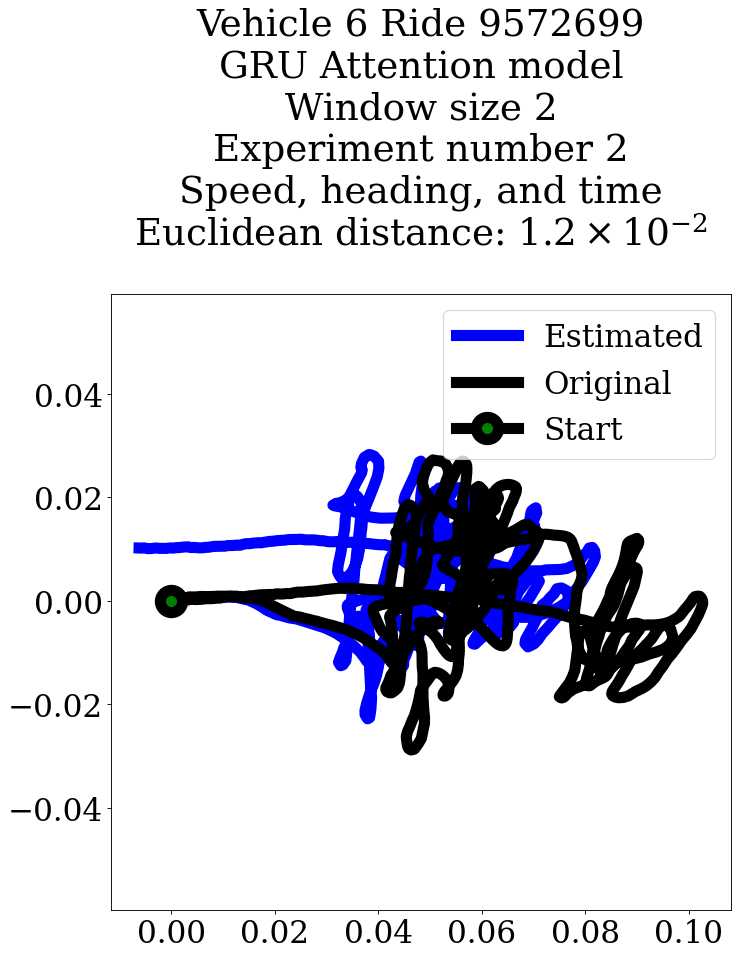 Vehicle 6 Ride 9572699
GRU Attention model
Window size 2
Experiment number 2
Speed, heading, and time
Euclidean distance: 1.2 × 10⁻²
Estimated
Original
Start
0.04
0.02
0.00
−0.02
−0.04
0.00 0.02 0.04 0.06 0.08 0.10